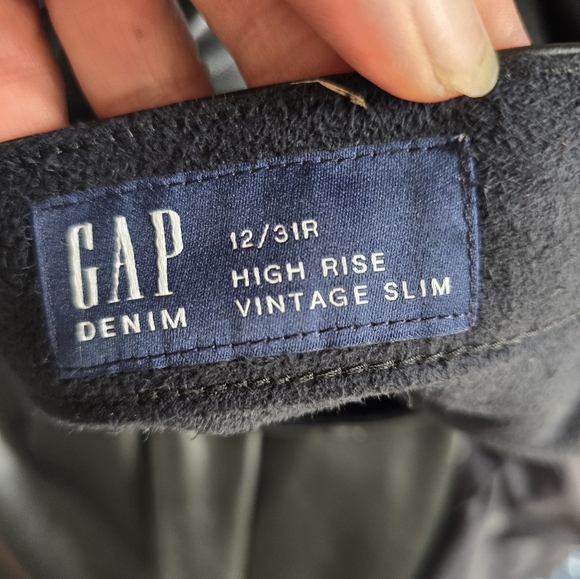 GAP
DENIM
12/31R
HIGH RISE
VINTAGE SLIM